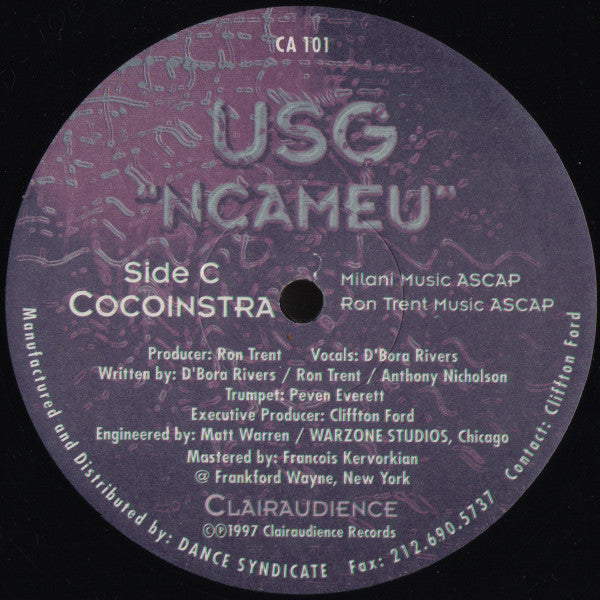 CA 101
USG
"NCAMEU"
Side C
COCOINSTRA
Milani Music ASCAP
Ron Trent Music ASCAP
Producer: Ron Trent Vocals: D'Bora Rivers
Written by: D'Bora Rivers / Ron Trent / Anthony Nicholson
Trumpet: Peven Everett
Executive Producer: Cliffton Ford
Engineered by: Matt Warren / WARZONE STUDIOS, Chicago
Mastered by: Francois Kervorkian
@ Frankford Wayne, New York
CLAIRAUDIENCE
©℗1997 Clairaudience Records
Manufactured and Distributed by: DANCE SYNDICATE Fax: 212.690.5737 Contact: Cliffton Ford